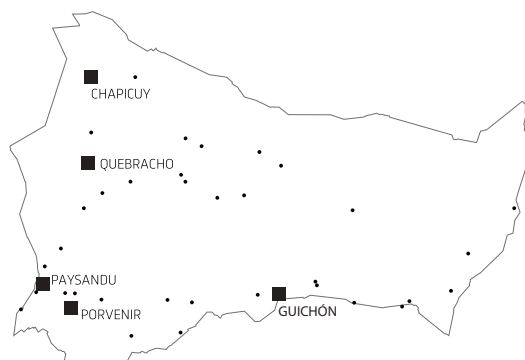 CHAPICUY
QUEBRACHO
PAYSANDU
PORVENIR
GUICHÓN